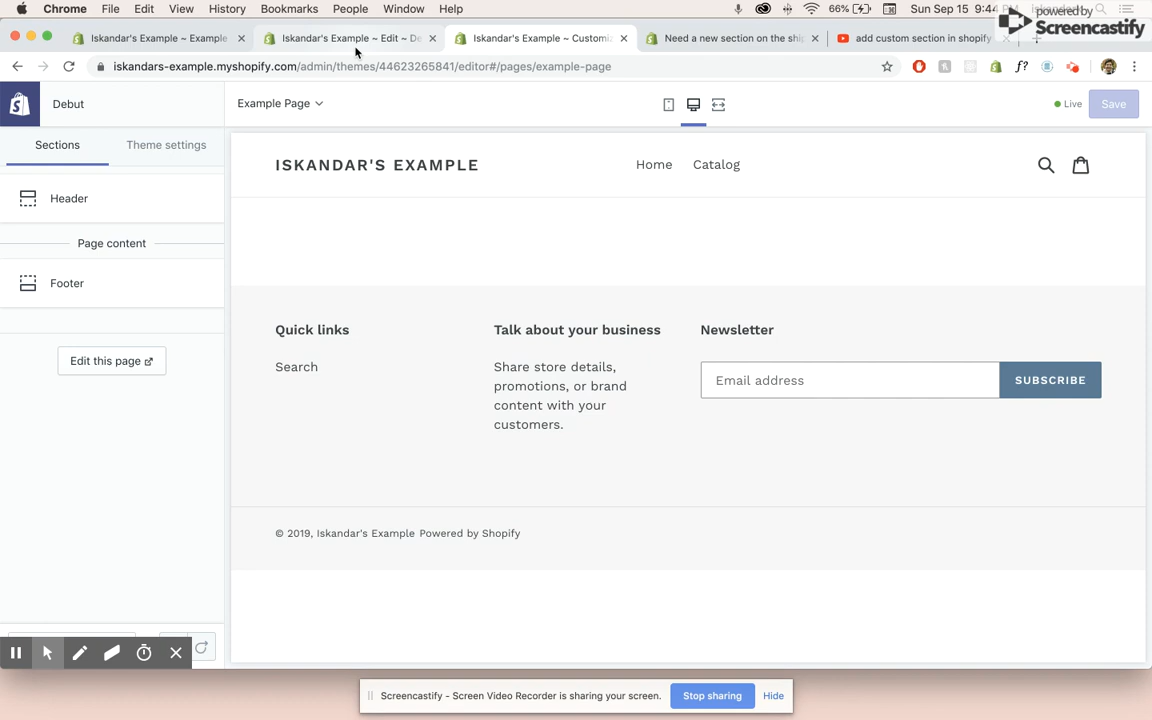 Chrome File Edit View History Bookmarks People Window Help 66% Sun Sep 15 9:44
powered by
Screencastify
Iskandar's Example ~ Example
Iskandar's Example ~ Edit ~ De
Iskandar's Example ~ Customi
Need a new section on the ship
add custom section in shopify
iskandars-example.myshopify.com/admin/themes/44623265841/editor#/pages/example-page
f?
Debut
Example Page
Live
Save
Sections
Theme settings
Header
Page content
Footer
Edit this page
ISKANDAR'S EXAMPLE
Home
Catalog
Quick links
Search
Talk about your business
Share store details,
promotions, or brand
content with your
customers.
Newsletter
Email address
SUBSCRIBE
© 2019, Iskandar's Example Powered by Shopify
Screencastify - Screen Video Recorder is sharing your screen.
Stop sharing
Hide